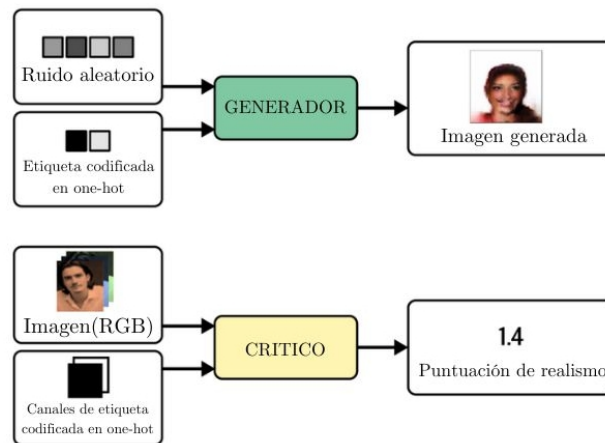 Ruido aleatorio
GENERADOR
Etiqueta codificada
en one-hot
Imagen generada
Imagen(RGB)
CRITICO
Canales de etiqueta
codificada en one-hot
1.4
Puntuación de realismo